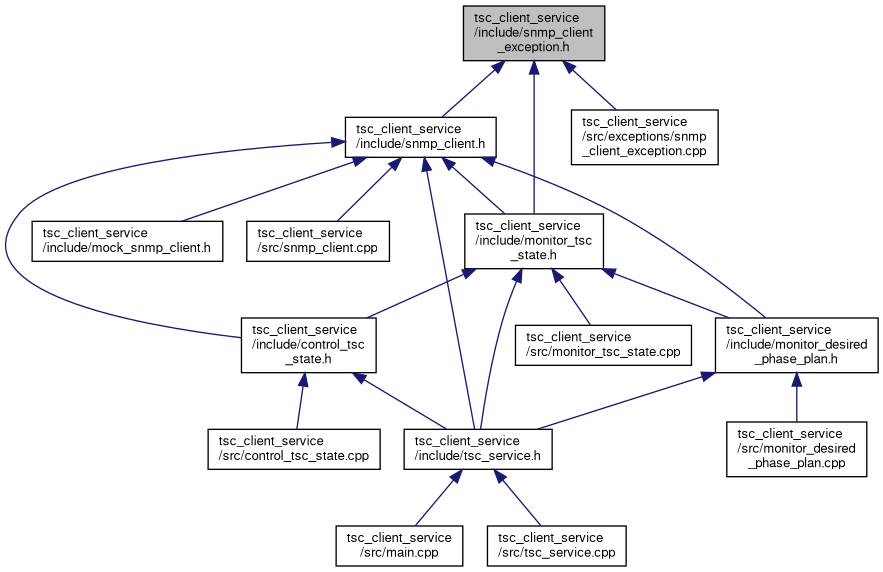 tsc_client_service
/include/snmp_client
_exception.h
tsc_client_service
/src/exceptions/snmp
_client_exception.cpp
tsc_client_service
/include/snmp_client.h
tsc_client_service
/include/mock_snmp_client.h
tsc_client_service
/src/snmp_client.cpp
tsc_client_service
/include/monitor_tsc
_state.h
tsc_client_service
/include/control_tsc
_state.h
tsc_client_service
/src/monitor_tsc_state.cpp
tsc_client_service
/include/monitor_desired
_phase_plan.h
tsc_client_service
/src/control_tsc_state.cpp
tsc_client_service
/include/tsc_service.h
tsc_client_service
/src/monitor_desired
_phase_plan.cpp
tsc_client_service
/src/main.cpp
tsc_client_service
/src/tsc_service.cpp